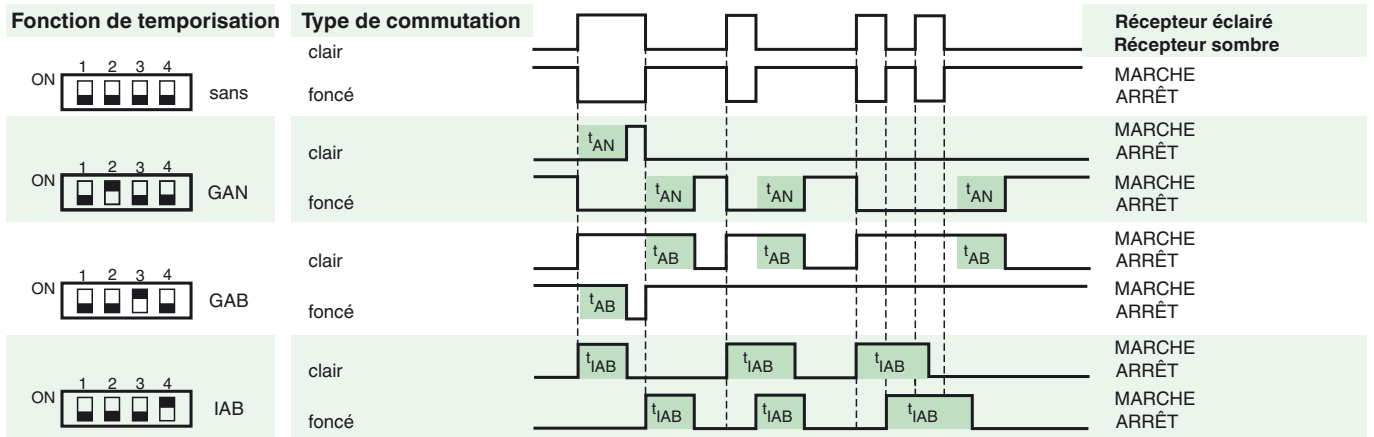 Fonction de temporisation Type de commutation Récepteur éclairé
clair Récepteur sombre
ON 1 2 3 4 sans foncé MARCHE
ARRÊT
clair tAN MARCHE
ARRÊT
ON 1 2 3 4 GAN foncé tAN tAN tAN MARCHE
ARRÊT
clair tAB tAB tAB MARCHE
ARRÊT
ON 1 2 3 4 GAB foncé tAB MARCHE
ARRÊT
clair tIAB tIAB tIAB MARCHE
ARRÊT
ON 1 2 3 4 IAB foncé tIAB tIAB tIAB MARCHE
ARRÊT